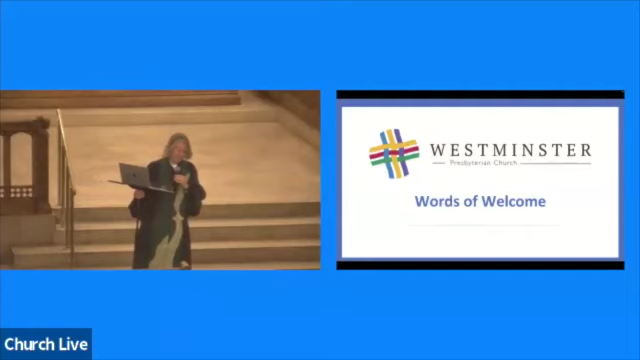 WESTMINSTER
Presbyterian Church
Words of Welcome
Church Live